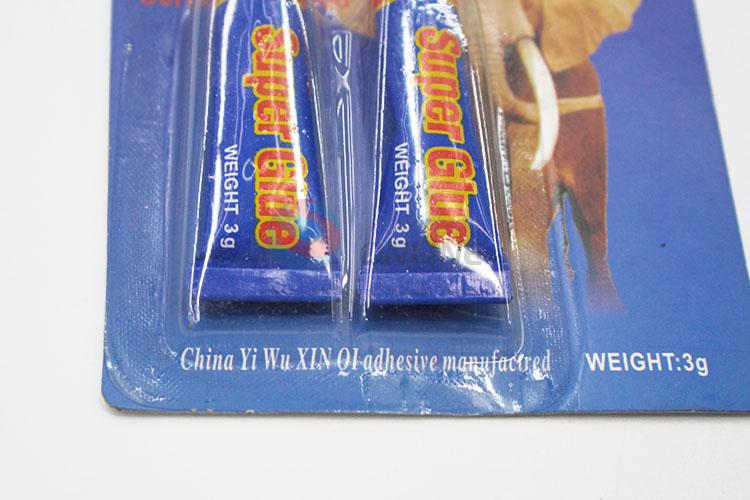 Super Glue
WEIGHT 3g
Super Glue
WEIGHT 3g
China Yi Wu XIN QI adhesive manufactred
WEIGHT:3g